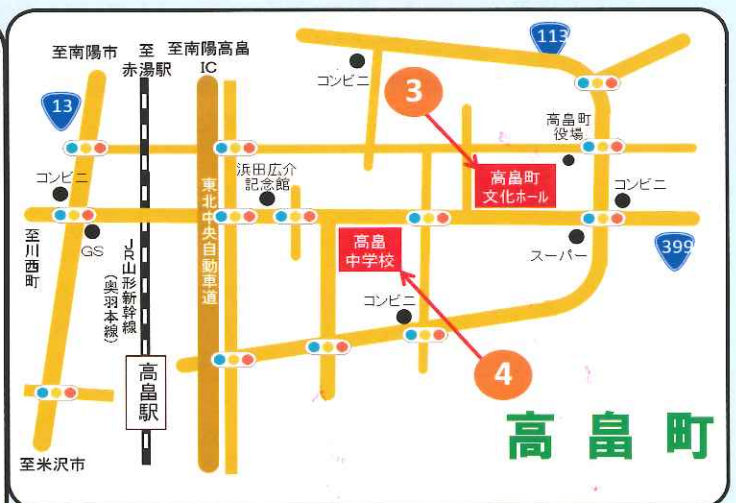 至南陽市
至
赤湯駅
至南陽高畠
IC
113
コンビニ
3
13
高畠町
役場
コンビニ
浜田広介
記念館
高畠町
文化ホール
コンビニ
東北中央自動車道
至川西町
GS
JR山形新幹線
(奥羽本線)
高畠
中学校
スーパー
399
コンビニ
高畠駅
4
高畠町
至米沢市